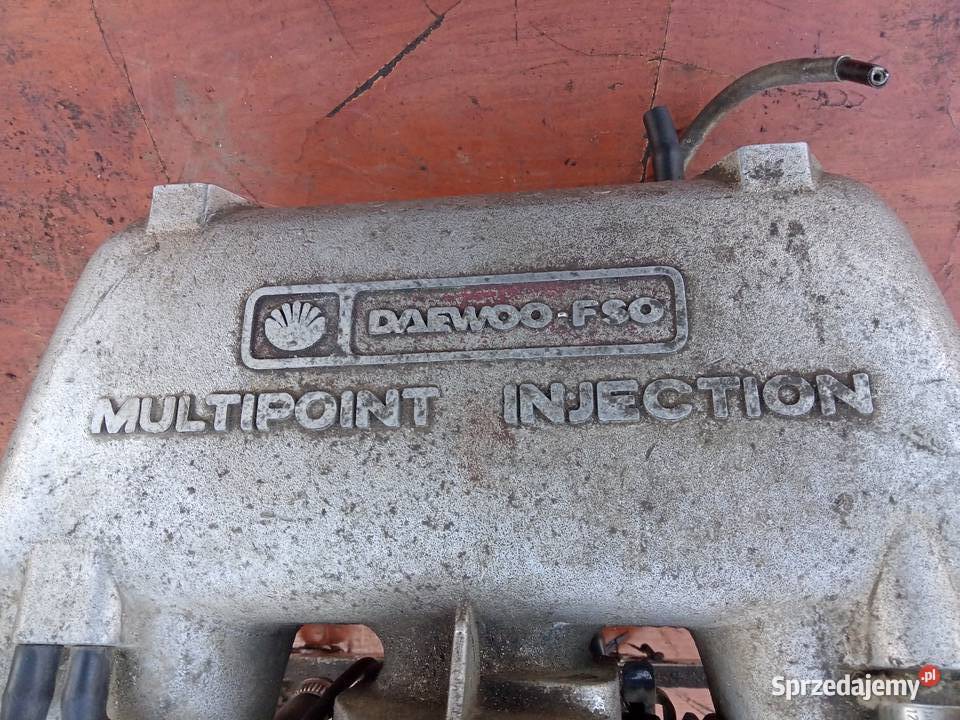 DAEWOO-FSO
MULTIPOINT INJECTION
Sprzedajemy.pl